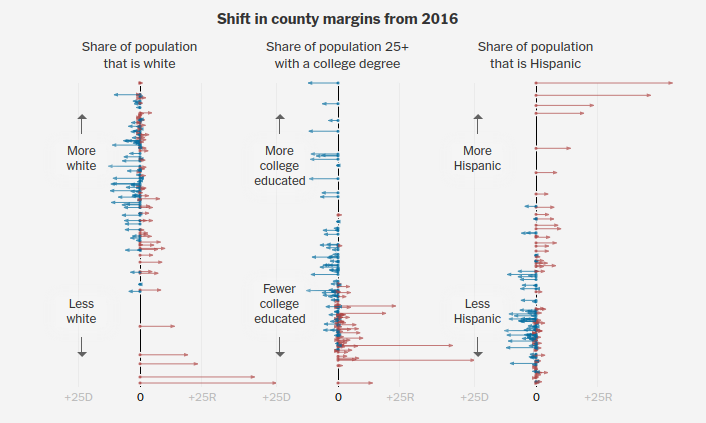 Shift in county margins from 2016
Share of population
that is white
Share of population 25+
with a college degree
Share of population
that is Hispanic
More
white
Less
white
More
college
educated
Fewer
college
educated
More
Hispanic
Less
Hispanic
+25D 0 +25R
+25D 0 +25R
+25D 0 +25R